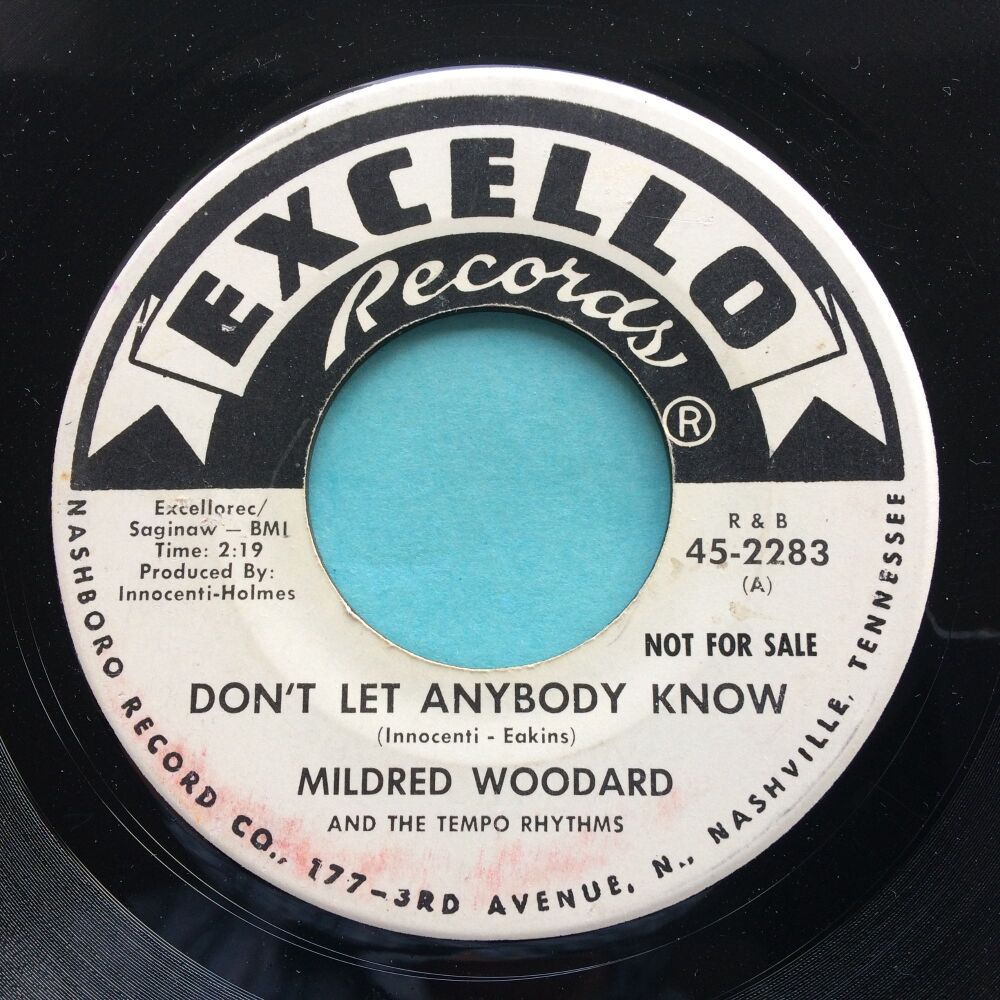 EXCELLO
Records
®
Excellorec/
Saginaw — BMI
Time: 2:19
Produced By:
Innocenti-Holmes
R & B
45-2283
(A)
NOT FOR SALE
DON'T LET ANYBODY KNOW
(Innocenti - Eakins)
MILDRED WOODARD
AND THE TEMPO RHYTHMS
NASHBORO RECORD CO., 177-3RD AVENUE, N., NASHVILLE, TENNESSEE